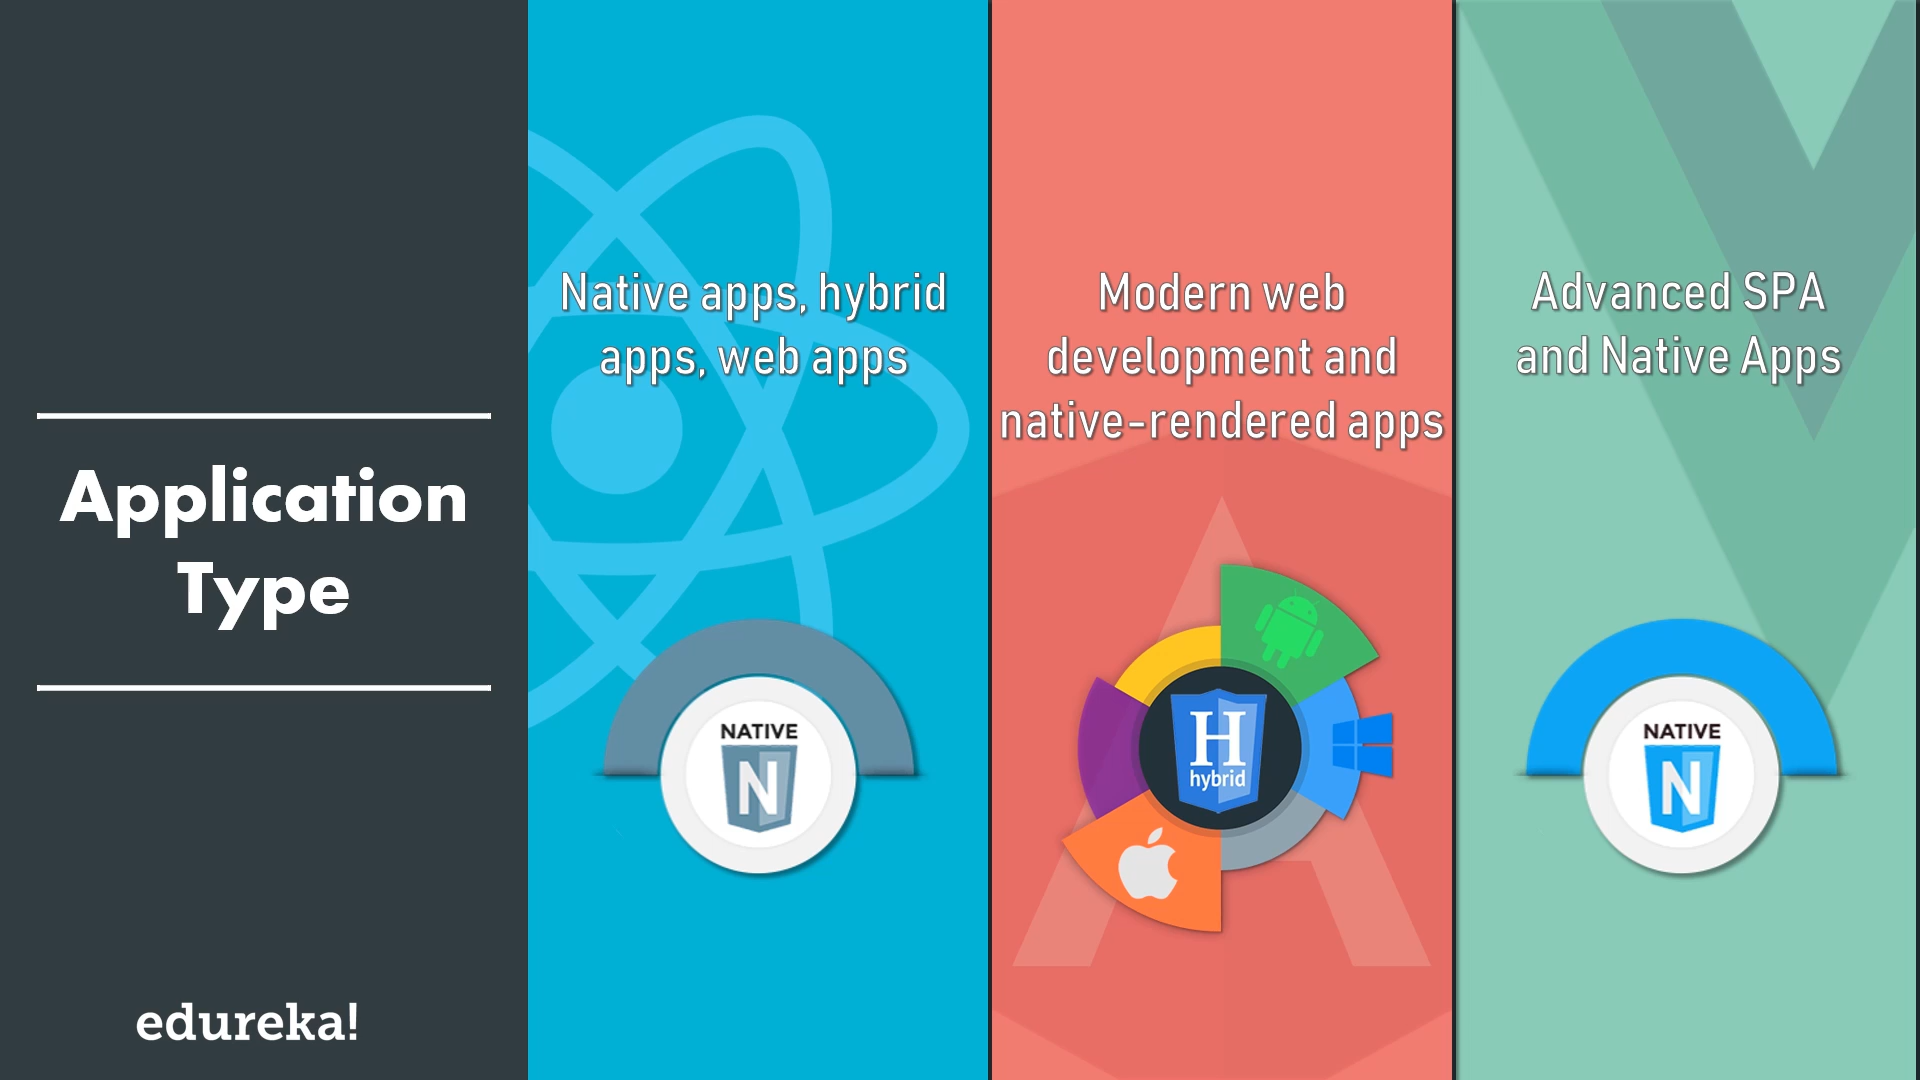 Application
Type
edureka!
Native apps, hybrid
apps, web apps
NATIVE
N
Modern web
development and
native-rendered apps
H
hybrid
Advanced SPA
and Native Apps
NATIVE
N